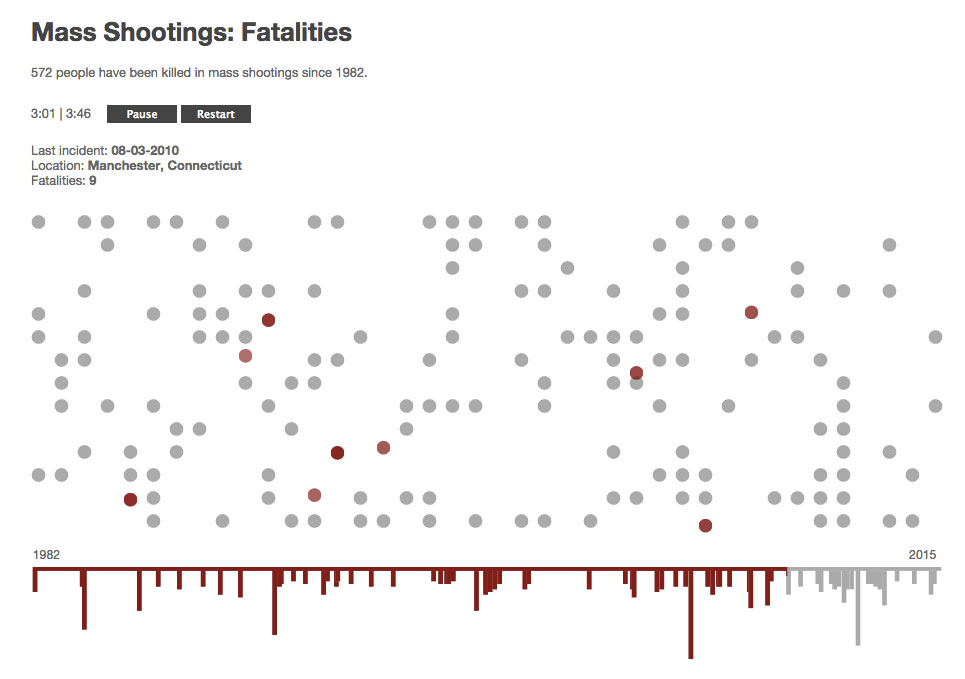 Mass Shootings: Fatalities
572 people have been killed in mass shootings since 1982.
3:01 | 3:46 Pause Restart
Last incident: 08-03-2010
Location: Manchester, Connecticut
Fatalities: 9
1982 2015